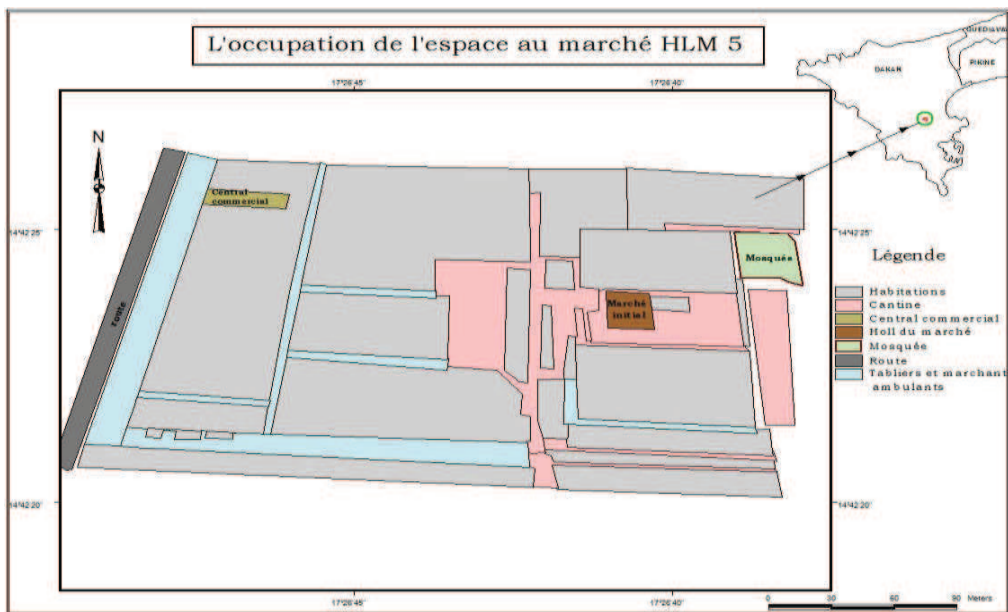 L'occupation de l'espace au marché HLM 5
GUEDIAWA
PIKINE
DAKAR
17°26'45'
17°26'40'
N
14°42'25'
14°42'25'
Central
commercial
Mosquée
route
Marché
initial
Légende
Habitations
Cantine
Central commercial
Holl du marché
Mosquée
Route
Tabliers et marchant
ambulants
14°42'20'
14°42'20'
17°26'45'
17°26'40'
0 30 60 90 Meters